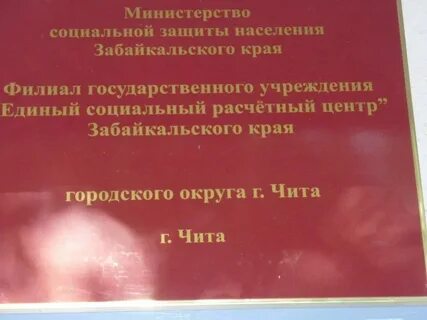 Министерство
социальной защиты населения
Забайкальского края
Филиал государственного учреждения
Единый социальный расчётный центр”
Забайкальского края
городского округа г. Чита
г. Чита